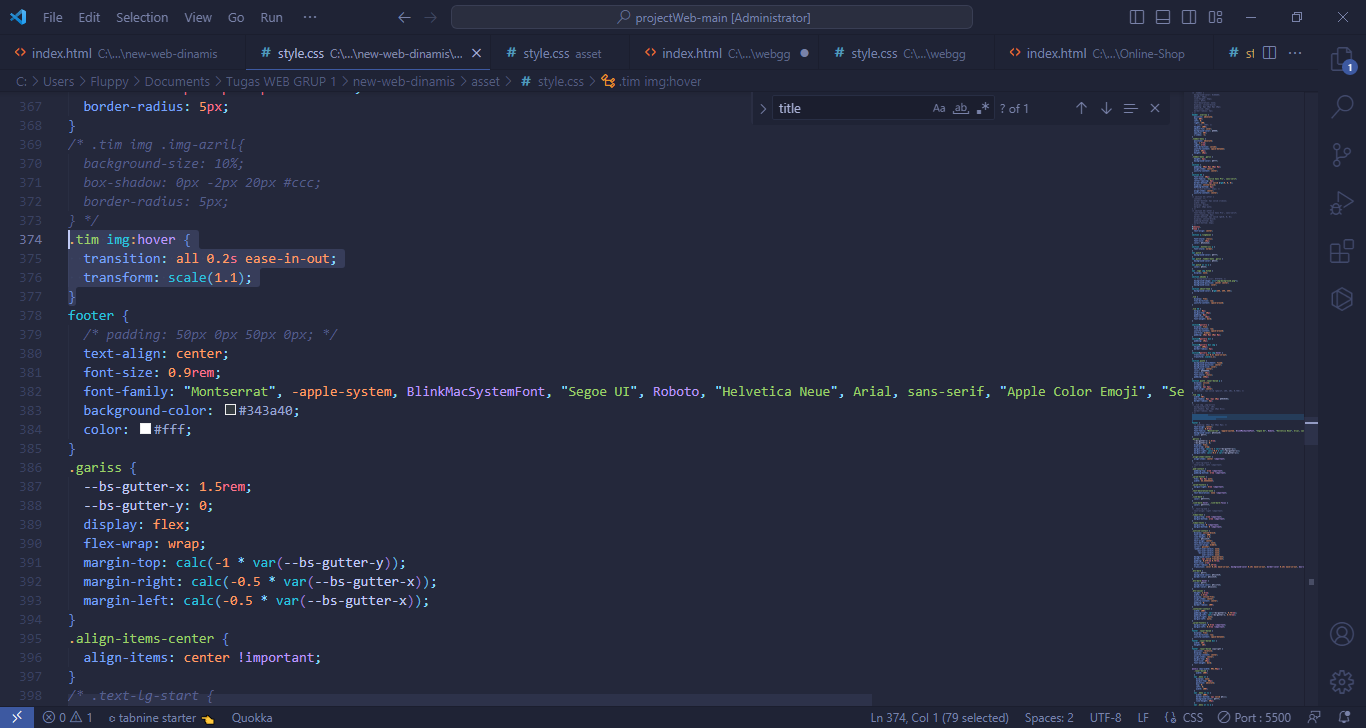 File Edit Selection View Go Run ··· projectWeb-main [Administrator]
index.html C:\...\new-web-dinamis # style.css C:\...\new-web-dinamis\... # style.css asset index.html C:\...\webgg # style.css C:\...\webgg index.html C:\...\Online-Shop # st
C: > Users > Fluppy > Documents > Tugas WEB GRUP 1 > new-web-dinamis > asset > # style.css > .tim img:hover
title Aa ab .* ? of 1
1
367 border-radius: 5px;
368 }
369 /* .tim img .img-azril{
370 background-size: 10%;
371 box-shadow: 0px -2px 20px #ccc;
372 border-radius: 5px;
373 } */
374 .tim img:hover {
375 transition: all 0.2s ease-in-out;
376 transform: scale(1.1);
377 }
378 footer {
379 /* padding: 50px 0px 50px 0px; */
380 text-align: center;
381 font-size: 0.9rem;
382 font-family: "Montserrat", -apple-system, BlinkMacSystemFont, "Segoe UI", Roboto, "Helvetica Neue", Arial, sans-serif, "Apple Color Emoji", "Se
383 background-color: #343a40;
384 color: #fff;
385 }
386 .gariss {
387 --bs-gutter-x: 1.5rem;
388 --bs-gutter-y: 0;
389 display: flex;
390 flex-wrap: wrap;
391 margin-top: calc(-1 * var(--bs-gutter-y));
392 margin-right: calc(-0.5 * var(--bs-gutter-x));
393 margin-left: calc(-0.5 * var(--bs-gutter-x));
394 }
395 .align-items-center {
396 align-items: center !important;
397 }
398 /* .text-lg-start {
0 1 tabnine starter Quokka Ln 374, Col 1 (79 selected) Spaces: 2 UTF-8 LF {} CSS Port : 5500